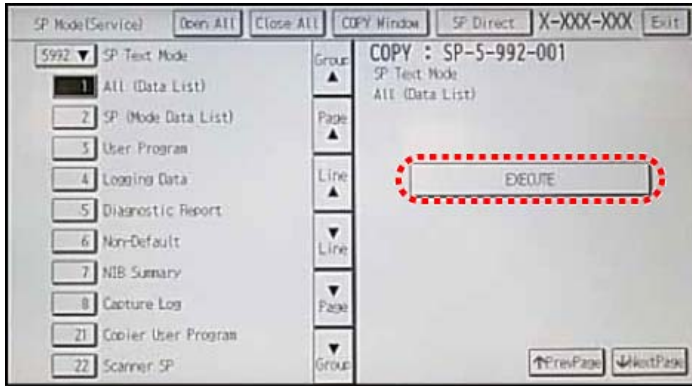 SP Mode(Service) Open All Close All COPY Window SP Direct X-XXX-XXX Exit
5992 ▼ SP Text Mode
1 All (Data List)
2 SP (Mode Data List)
3 User Program
4 Logging Data
5 Diagnostic Report
6 Non-Default
7 NIB Summary
8 Capture Log
21 Copier User Program
22 Scanner SP
Group ▲
Page ▲
Line ▲
▼ Line
▼ Page
▼ Group
COPY : SP-5-992-001
SP Text Mode
All (Data List)
EXECUTE
↑PrevPage ↓NextPage